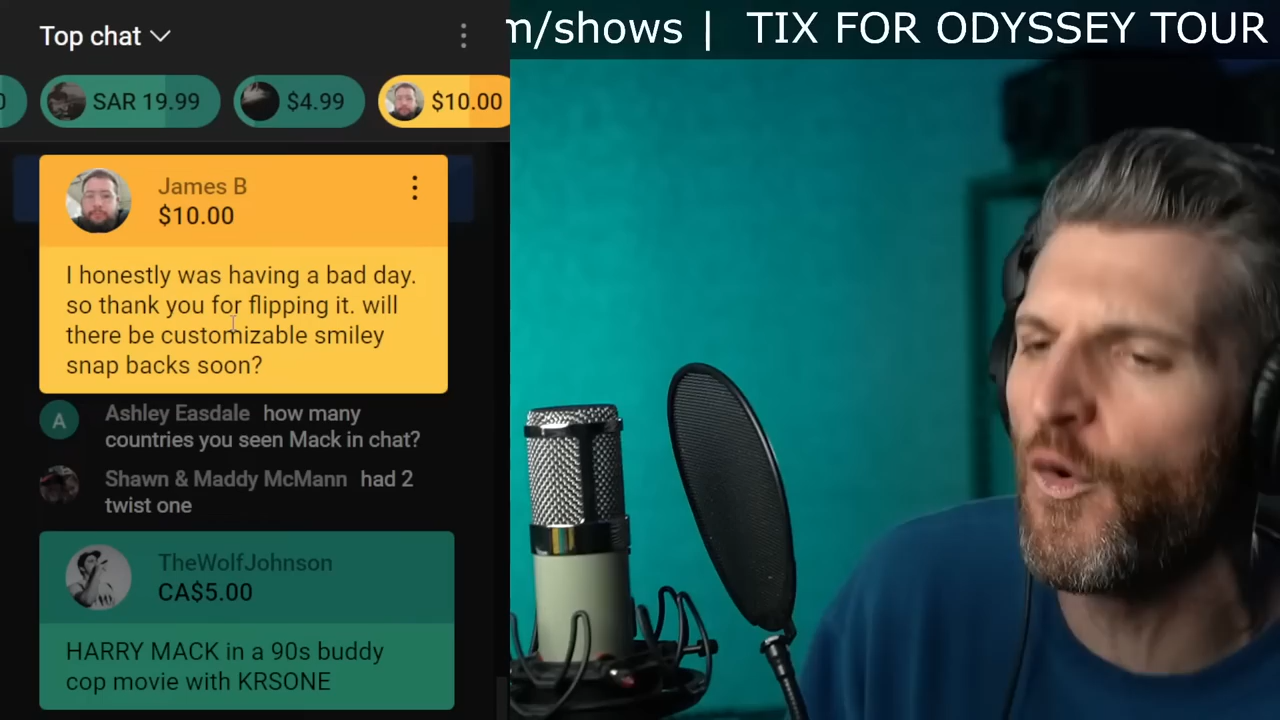 Top chat
m/shows | TIX FOR ODYSSEY TOUR
0
SAR 19.99
$4.99
$10.00
James B
$10.00
I honestly was having a bad day.
so thank you for flipping it. will
there be customizable smiley
snap backs soon?
A
Ashley Easdale how many
countries you seen Mack in chat?
Shawn & Maddy McMann had 2
twist one
TheWolfJohnson
CA$5.00
HARRY MACK in a 90s buddy
cop movie with KRSONE